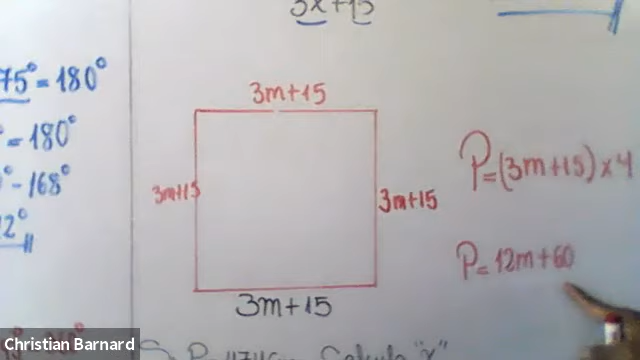 3x+15
75° = 180°
= 180°
- 168°
2°
3m+15
3m+15
3m+15
3m+15
P=(3m+15)×4
P=12m+60
Christian Barnard